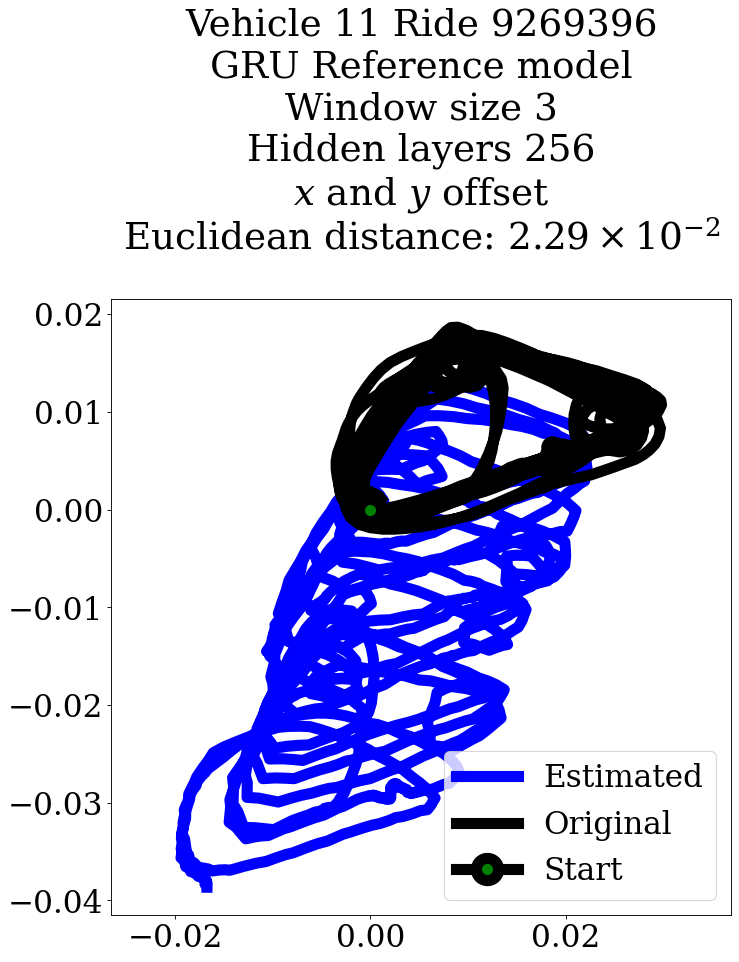 Vehicle 11 Ride 9269396
GRU Reference model
Window size 3
Hidden layers 256
x and y offset
Euclidean distance: 2.29 × 10⁻²
0.02
0.01
0.00
−0.01
−0.02
−0.03
−0.04
Estimated
Original
Start
−0.02 0.00 0.02